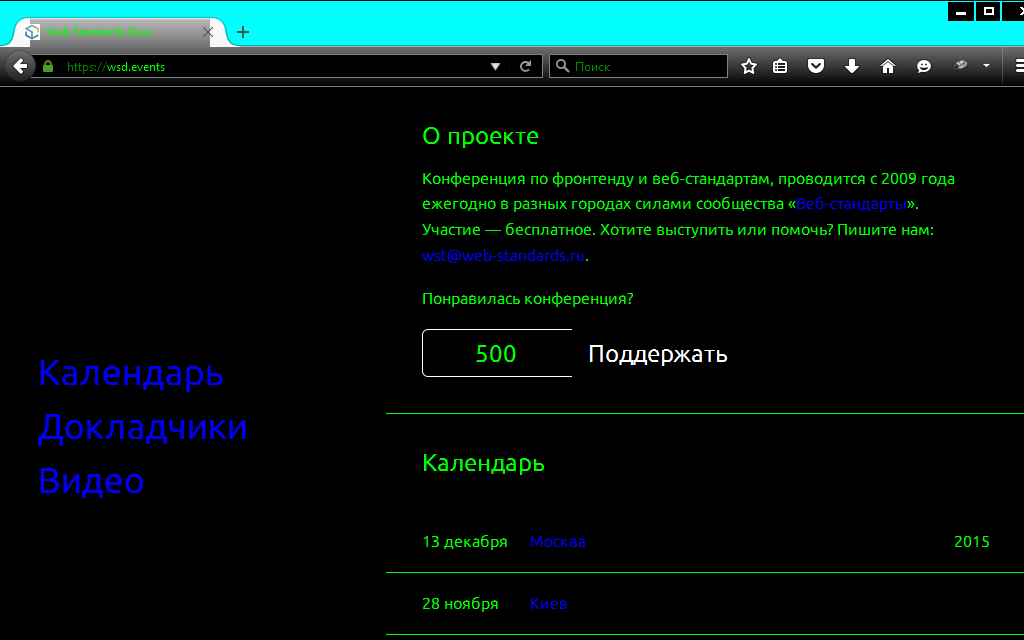 Web Standards Days
https://wsd.events
Поиск
О проекте
Конференция по фронтенду и веб-стандартам, проводится с 2009 года
ежегодно в разных городах силами сообщества «Веб-стандарты».
Участие — бесплатное. Хотите выступить или помочь? Пишите нам:
wst@web-standards.ru.
Понравилась конференция?
500 Поддержать
Календарь
Докладчики
Видео
Календарь
13 декабря Москва 2015
28 ноября Киев